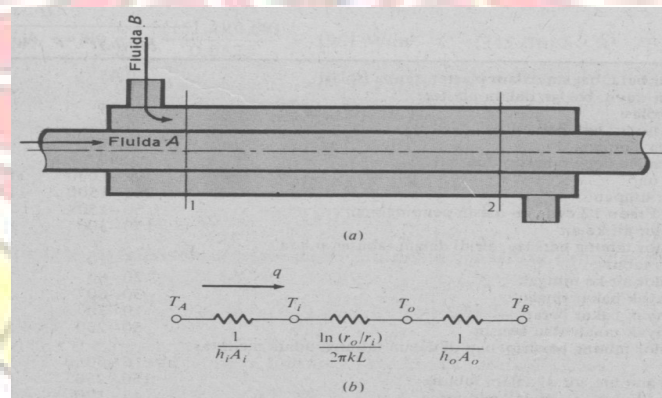 Fluida B
Fluida A
1
2
(a)
q
T_A
T_i
T_o
T_B
1 / h_i A_i
ln (r_o/r_i) / 2πkL
1 / h_o A_o
(b)